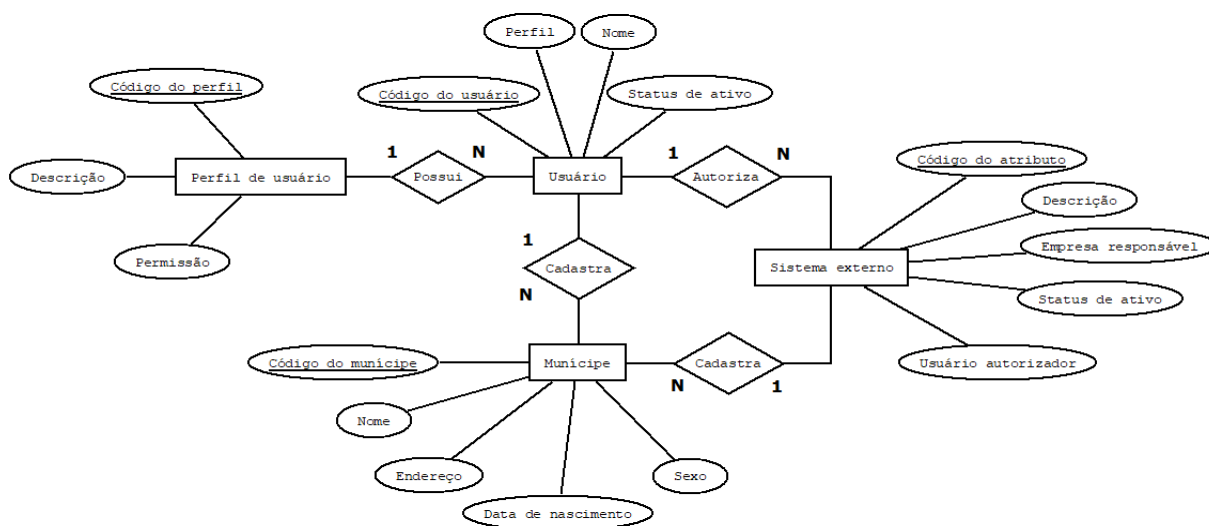 Perfil
Nome
Código do perfil
Código do usuário
Status de ativo
1
N
1
N
Código do atributo
Descrição
Perfil de usuário
Possui
Usuário
Autoriza
Descrição
Empresa responsável
1
Permissão
Cadastra
Sistema externo
N
Status de ativo
Código do munícipe
Munícipe
Cadastra
Usuário autorizador
N
1
Nome
Endereço
Sexo
Data de nascimento